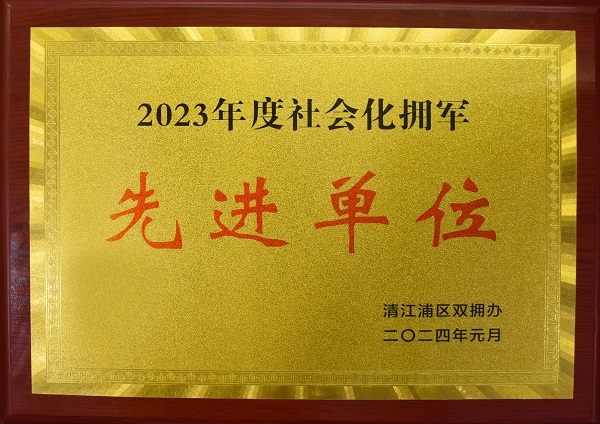 2023年度社会化拥军
先进单位
清江浦区双拥办
二〇二四年元月